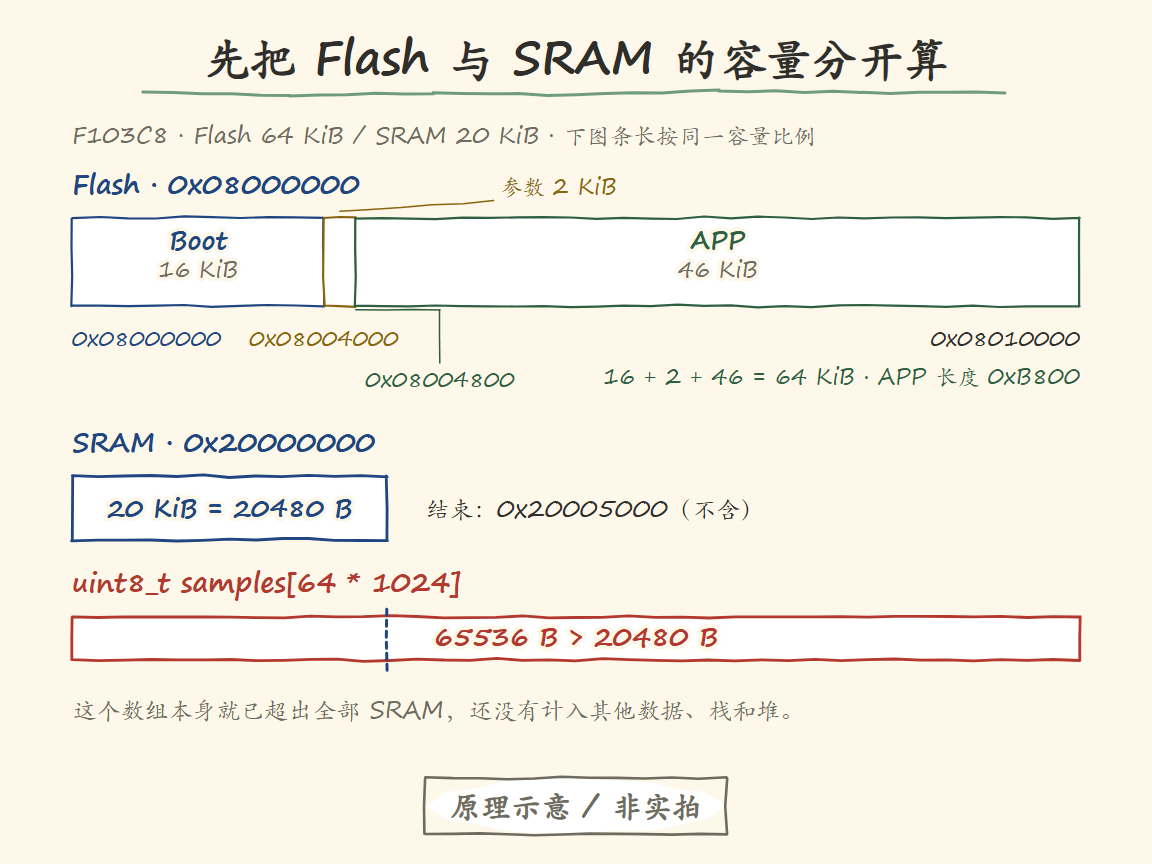 先把 Flash 与 SRAM 的容量分开算
F103C8 · Flash 64 KiB / SRAM 20 KiB · 下图条长按同一容量比例
Flash · 0x08000000
参数 2 KiB
Boot
16 KiB
APP
46 KiB
0x08000000
0x08004000
0x08010000
0x08004800
16 + 2 + 46 = 64 KiB · APP 长度 0xB800
SRAM · 0x20000000
20 KiB = 20480 B
结束：0x20005000（不含）
uint8_t samples[64 * 1024]
65536 B > 20480 B
这个数组本身就已超出全部 SRAM，还没有计入其他数据、栈和堆。
原理示意 / 非实拍